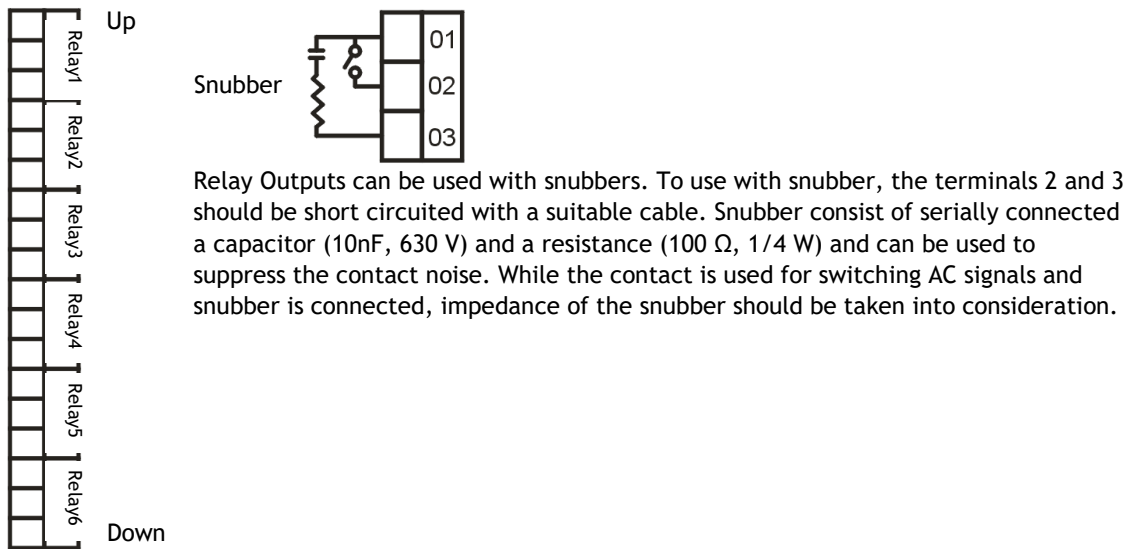 Up
Relay1
Relay2
Relay3
Relay4
Relay5
Relay6
Down
Snubber
01
02
03
Relay Outputs can be used with snubbers. To use with snubber, the terminals 2 and 3
should be short circuited with a suitable cable. Snubber consist of serially connected
a capacitor (10nF, 630 V) and a resistance (100 Ω, 1/4 W) and can be used to
suppress the contact noise. While the contact is used for switching AC signals and
snubber is connected, impedance of the snubber should be taken into consideration.